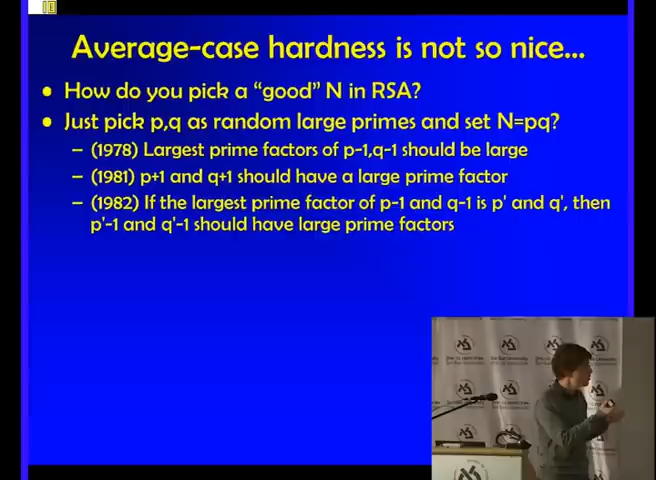 Average-case hardness is not so nice...
• How do you pick a “good” N in RSA?
• Just pick p,q as random large primes and set N=pq?
– (1978) Largest prime factors of p-1,q-1 should be large
– (1981) p+1 and q+1 should have a large prime factor
– (1982) If the largest prime factor of p-1 and q-1 is p' and q', then
p'-1 and q'-1 should have large prime factors